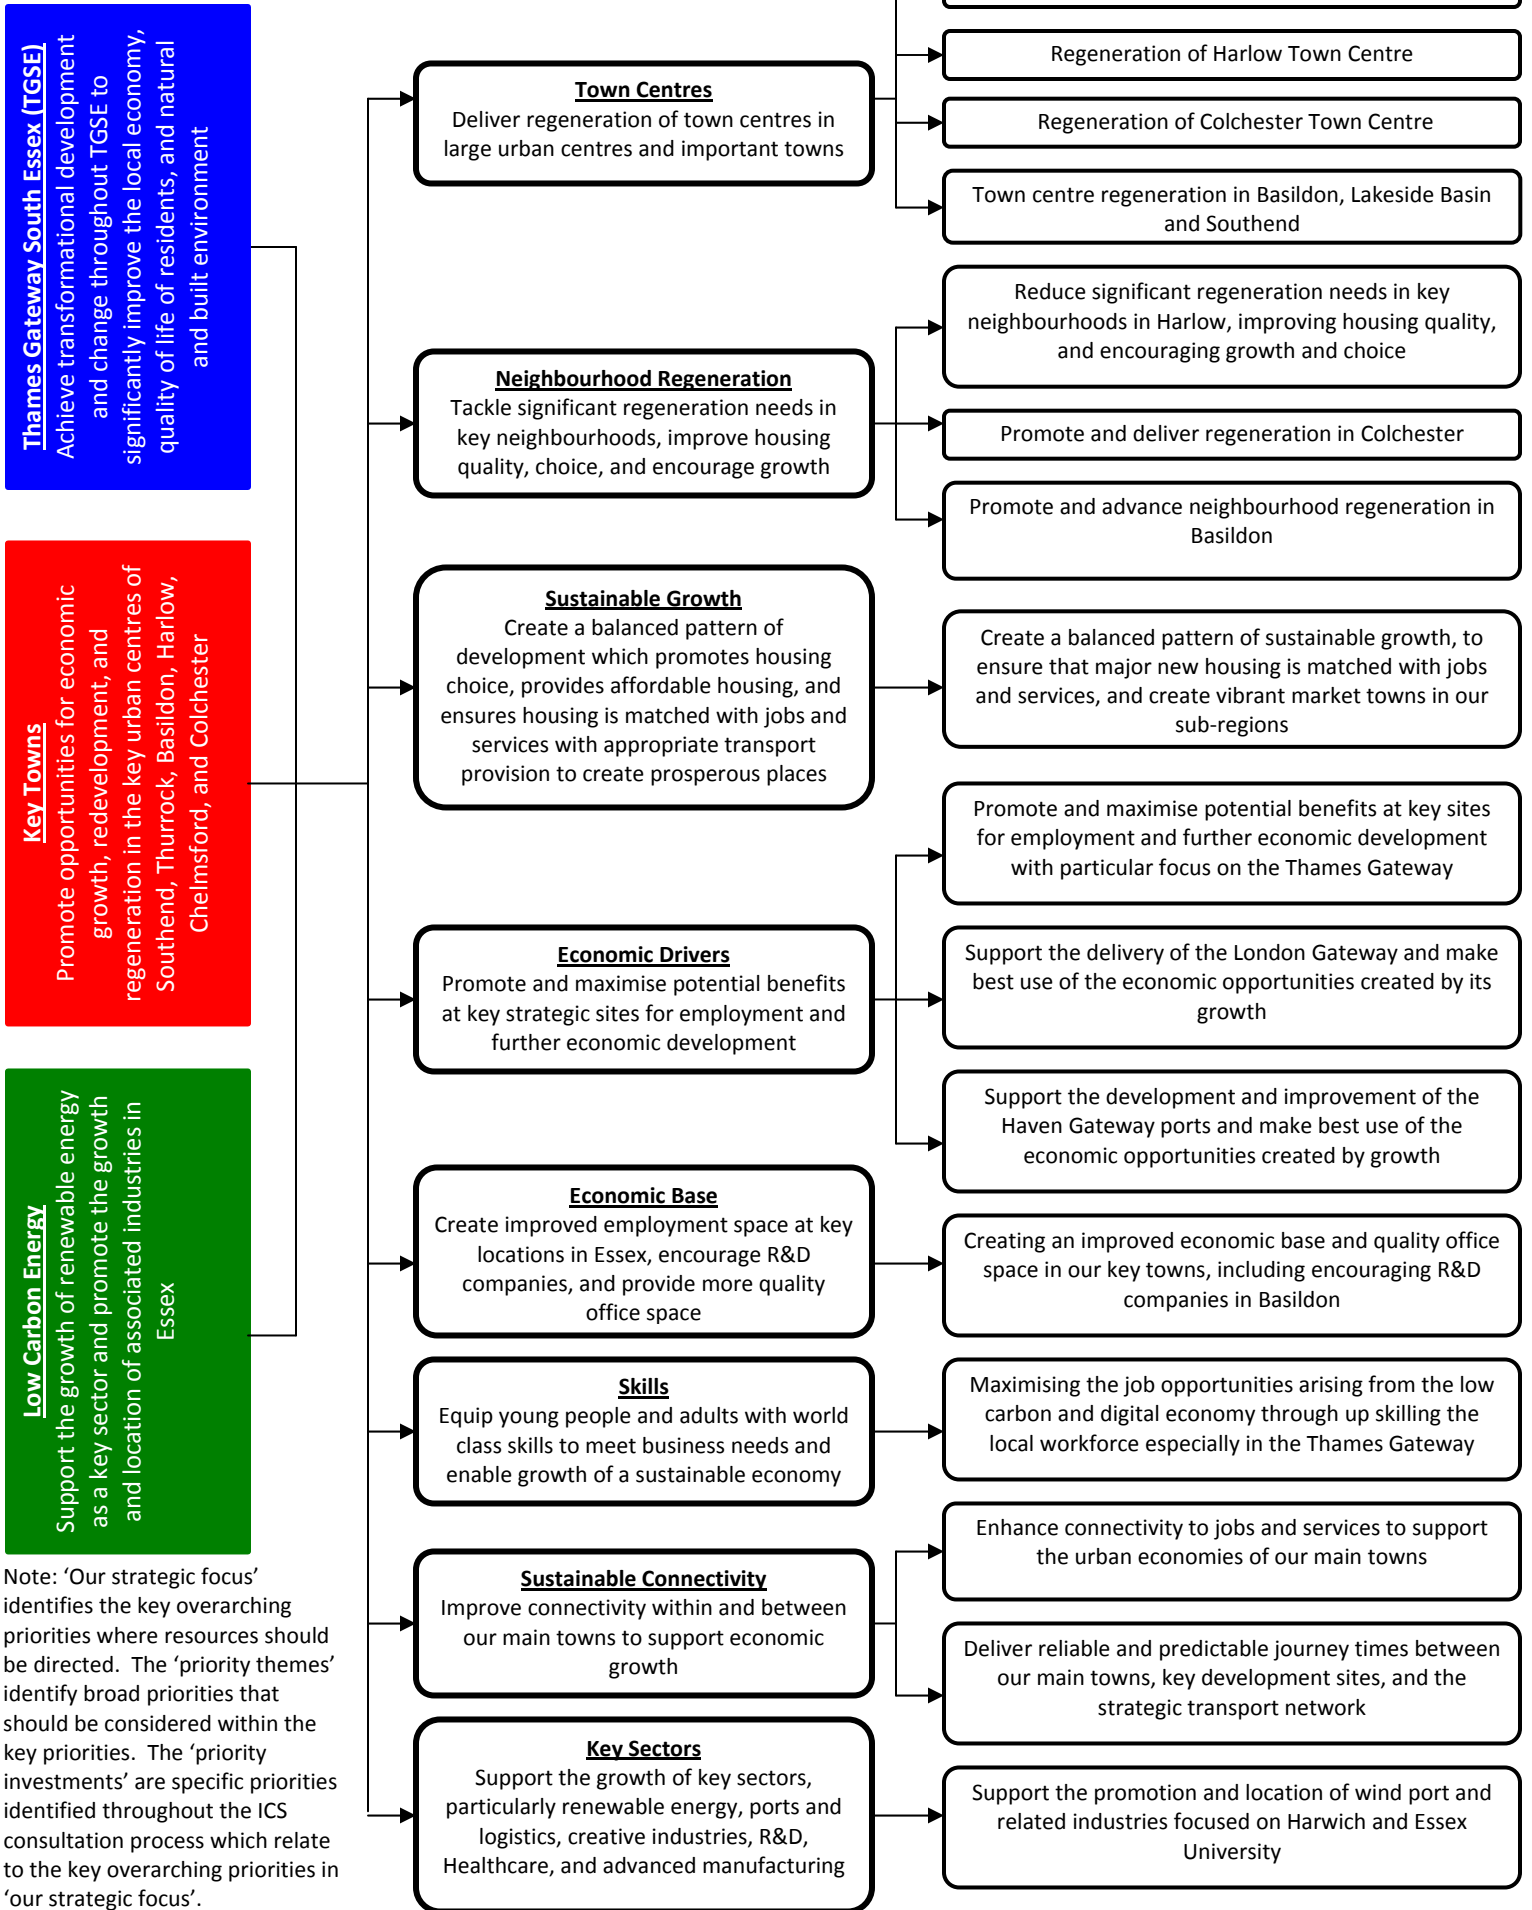 Thames Gateway South Essex (TGSE)
Achieve transformational development
and change throughout TGSE to
significantly improve the local economy,
quality of life of residents, and natural
and built environment
Key Towns
Promote opportunities for economic
growth, redevelopment, and
regeneration in the key urban centres of
Southend, Thurrock, Basildon, Harlow,
Chelmsford, and Colchester
Low Carbon Energy
Support the growth of renewable energy
as a key sector and promote the growth
and location of associated industries in
Essex
Note: ‘Our strategic focus’
identifies the key overarching
priorities where resources should
be directed.  The ‘priority themes’
identify broad priorities that
should be considered within the
key priorities.  The ‘priority
investments’ are specific priorities
identified throughout the ICS
consultation process which relate
to the key overarching priorities in
‘our strategic focus’.
Town Centres
Deliver regeneration of town centres in
large urban centres and important towns
Neighbourhood Regeneration
Tackle significant regeneration needs in
key neighbourhoods, improve housing
quality, choice, and encourage growth
Sustainable Growth
Create a balanced pattern of
development which promotes housing
choice, provides affordable housing, and
ensures housing is matched with jobs and
services with appropriate transport
provision to create prosperous places
Economic Drivers
Promote and maximise potential benefits
at key strategic sites for employment and
further economic development
Economic Base
Create improved employment space at key
locations in Essex, encourage R&D
companies, and provide more quality
office space
Skills
Equip young people and adults with world
class skills to meet business needs and
enable growth of a sustainable economy
Sustainable Connectivity
Improve connectivity within and between
our main towns to support economic
growth
Key Sectors
Support the growth of key sectors,
particularly renewable energy, ports and
logistics, creative industries, R&D,
Healthcare, and advanced manufacturing
Regeneration of Harlow Town Centre
Regeneration of Colchester Town Centre
Town centre regeneration in Basildon, Lakeside Basin
and Southend
Reduce significant regeneration needs in key
neighbourhoods in Harlow, improving housing quality,
and encouraging growth and choice
Promote and deliver regeneration in Colchester
Promote and advance neighbourhood regeneration in
Basildon
Create a balanced pattern of sustainable growth, to
ensure that major new housing is matched with jobs
and services, and create vibrant market towns in our
sub-regions
Promote and maximise potential benefits at key sites
for employment and further economic development
with particular focus on the Thames Gateway
Support the delivery of the London Gateway and make
best use of the economic opportunities created by its
growth
Support the development and improvement of the
Haven Gateway ports and make best use of the
economic opportunities created by growth
Creating an improved economic base and quality office
space in our key towns, including encouraging R&D
companies in Basildon
Maximising the job opportunities arising from the low
carbon and digital economy through up skilling the
local workforce especially in the Thames Gateway
Enhance connectivity to jobs and services to support
the urban economies of our main towns
Deliver reliable and predictable journey times between
our main towns, key development sites, and the
strategic transport network
Support the promotion and location of wind port and
related industries focused on Harwich and Essex
University